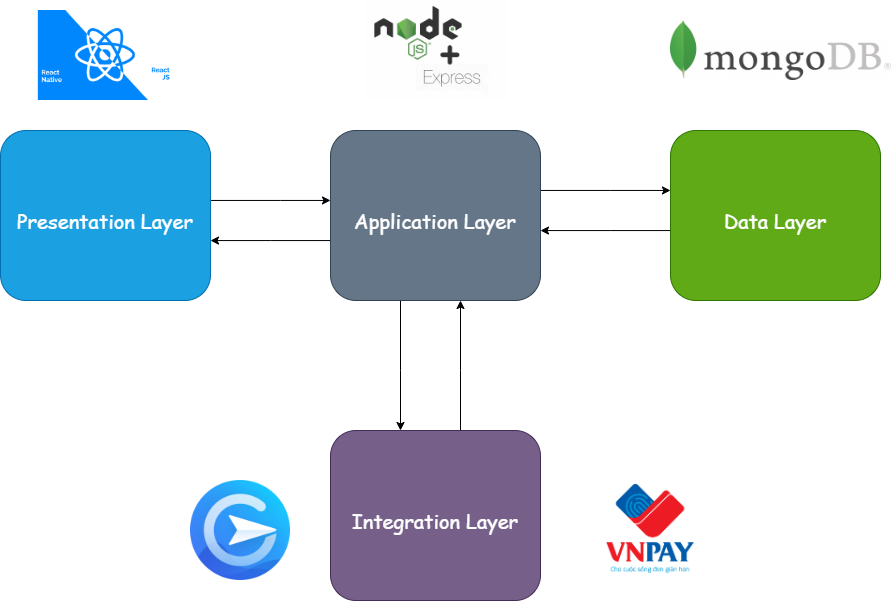 React
Native
React
JS
node
JS
+
Express
mongoDB®
Presentation Layer
Application Layer
Data Layer
Integration Layer
VNPAY
Cho cuộc sống đơn giản hơn